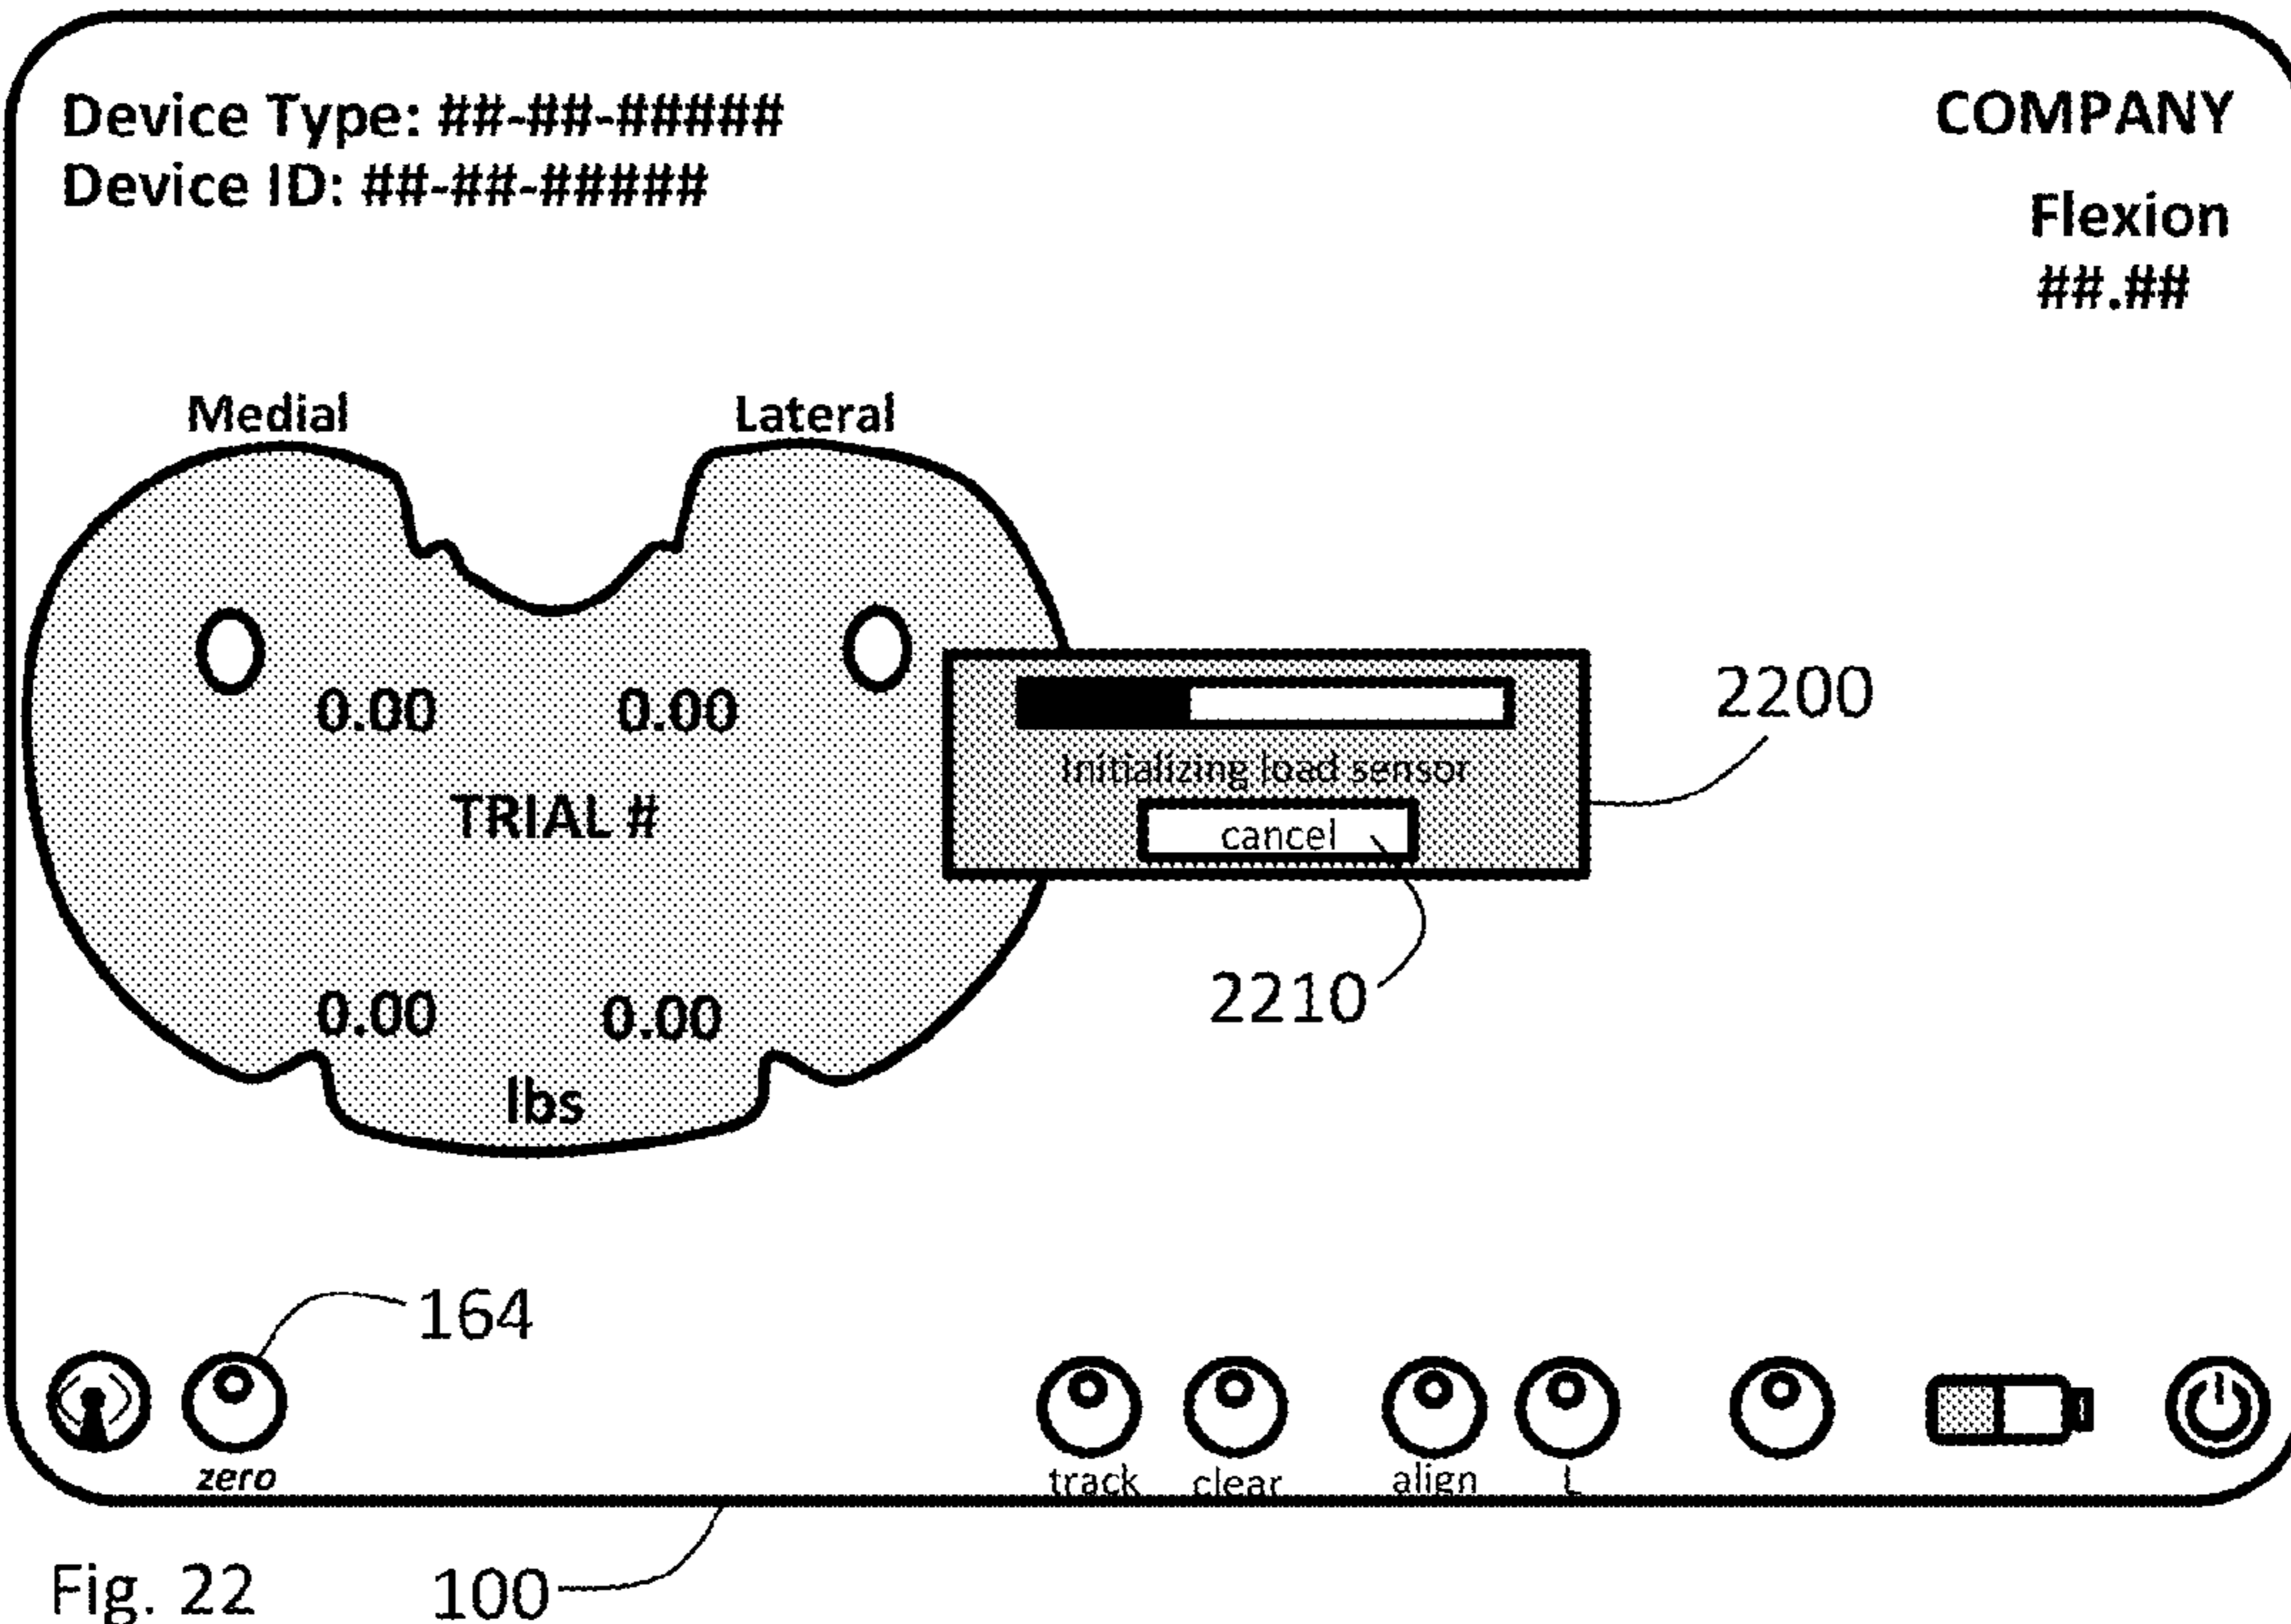 Device Type: ##-##-#####
Device ID: ##-##-#####
COMPANY
Flexion
##.##
Medial
Lateral
0.00 0.00
TRIAL #
Initializing load sensor
cancel
2200
2210
0.00 0.00
lbs
164
zero
track
clear
align
L
Fig. 22
100